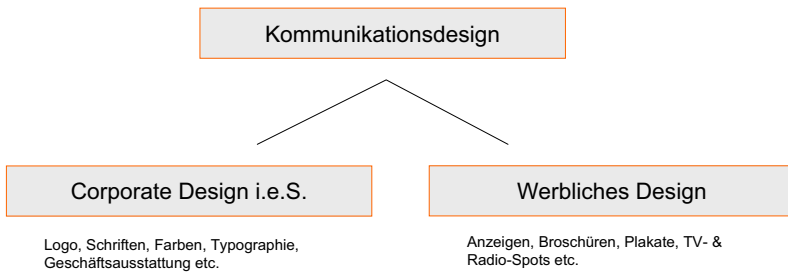 Kommunikationsdesign
Corporate Design i.e.S.
Werbliches Design
Logo, Schriften, Farben, Typographie,
Geschäftsausstattung etc.
Anzeigen, Broschüren, Plakate, TV- &
Radio-Spots etc.